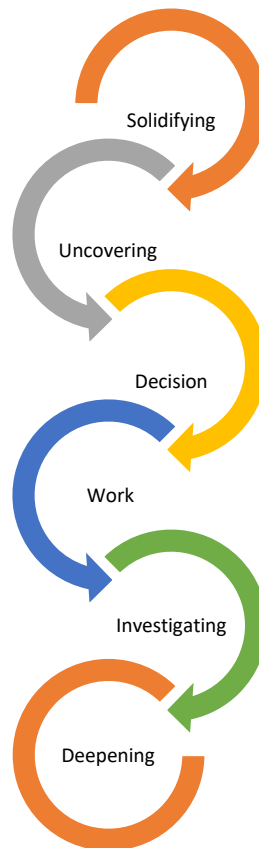 Solidifying
Uncovering
Decision
Work
Investigating
Deepening